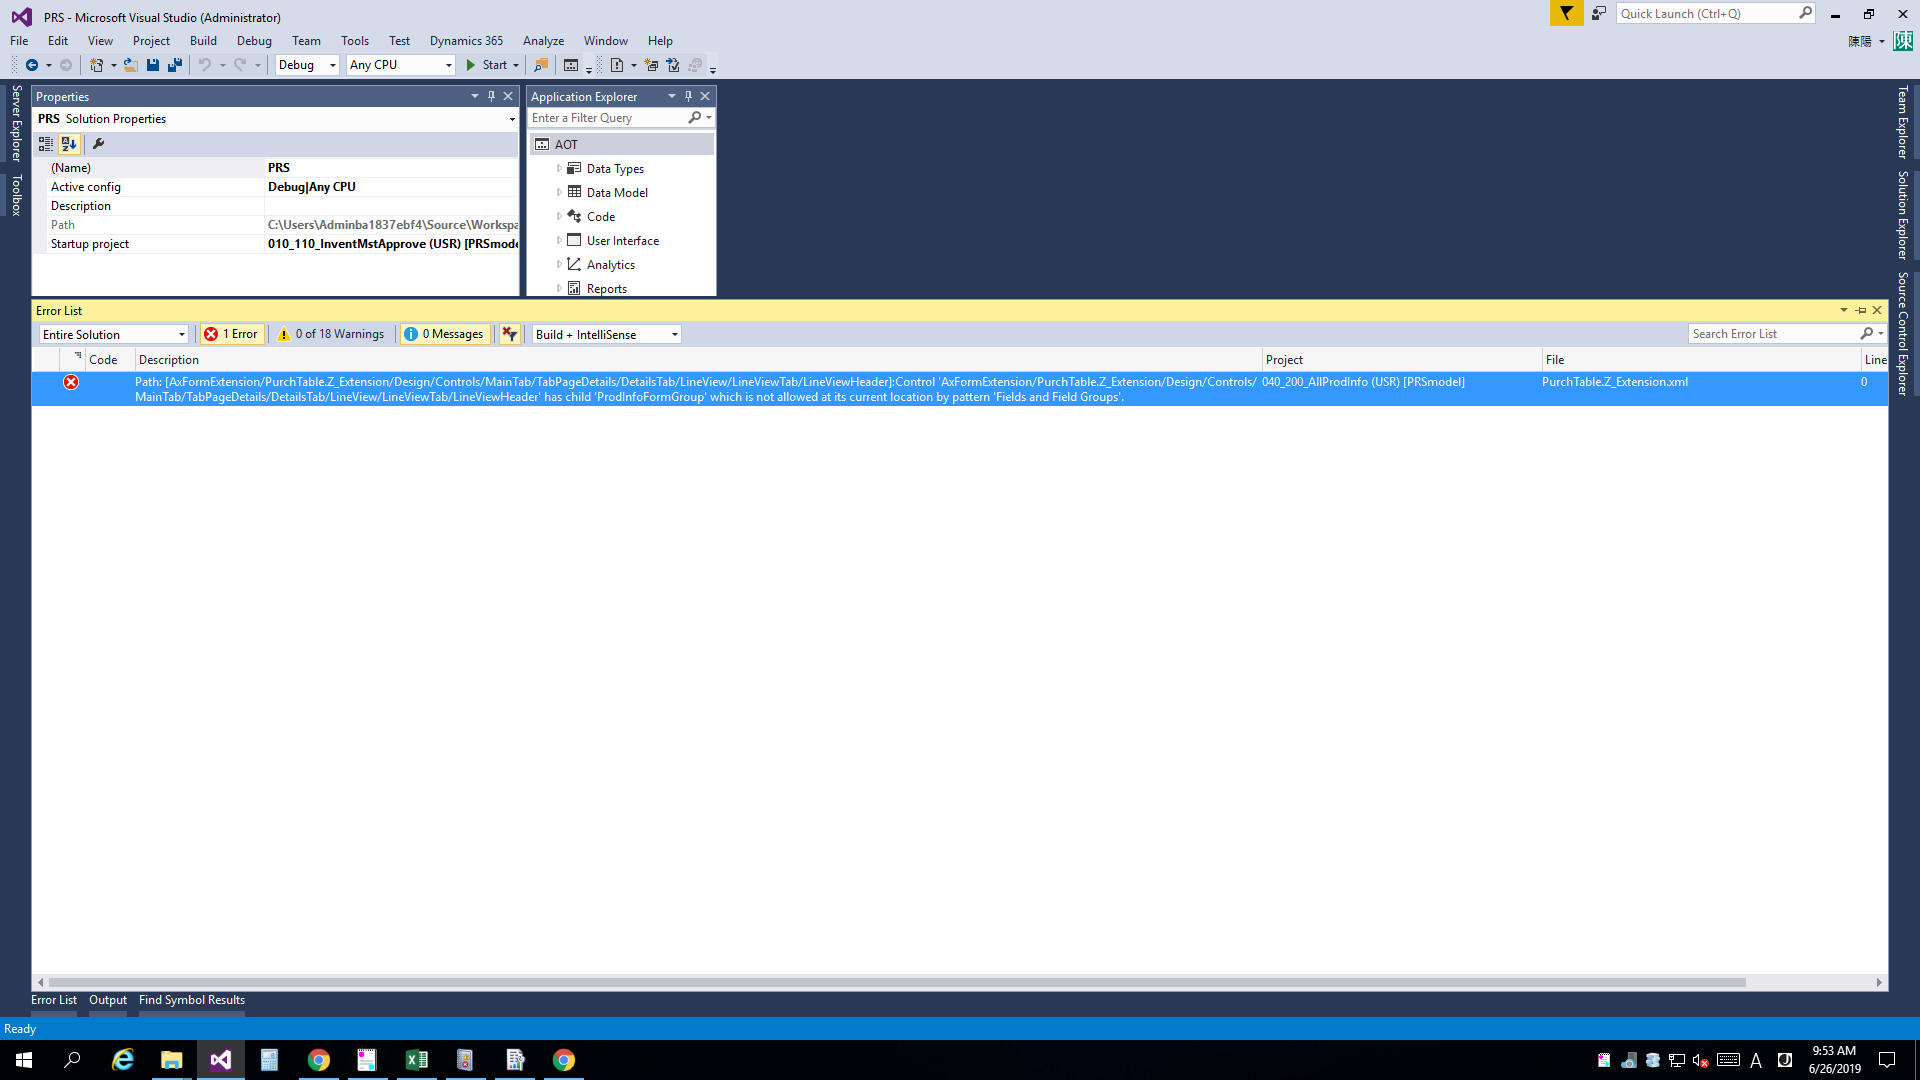 PRS - Microsoft Visual Studio (Administrator)
Quick Launch (Ctrl+Q)
File Edit View Project Build Debug Team Tools Test Dynamics 365 Analyze Window Help
陳陽
陳
Debug Any CPU Start
Server Explorer
Toolbox
Properties
PRS Solution Properties
(Name) PRS
Active config Debug|Any CPU
Description
Path C:\Users\Adminba1837ebf4\Source\Workspa
Startup project 010_110_InventMstApprove (USR) [PRSmode
Application Explorer
Enter a Filter Query
AOT
Data Types
Data Model
Code
User Interface
Analytics
Reports
Team Explorer
Solution Explorer
Source Control Explorer
Error List
Entire Solution 1 Error 0 of 18 Warnings 0 Messages Build + IntelliSense Search Error List
Code Description Project File Line
Path: [AxFormExtension/PurchTable.Z_Extension/Design/Controls/MainTab/TabPageDetails/DetailsTab/LineView/LineViewTab/LineViewHeader]:Control 'AxFormExtension/PurchTable.Z_Extension/Design/Controls/ 040_200_AllProdInfo (USR) [PRSmodel] PurchTable.Z_Extension.xml 0
MainTab/TabPageDetails/DetailsTab/LineView/LineViewTab/LineViewHeader' has child 'ProdInfoFormGroup' which is not allowed at its current location by pattern 'Fields and Field Groups'.
Error List Output Find Symbol Results
Ready
A
9:53 AM
6/26/2019